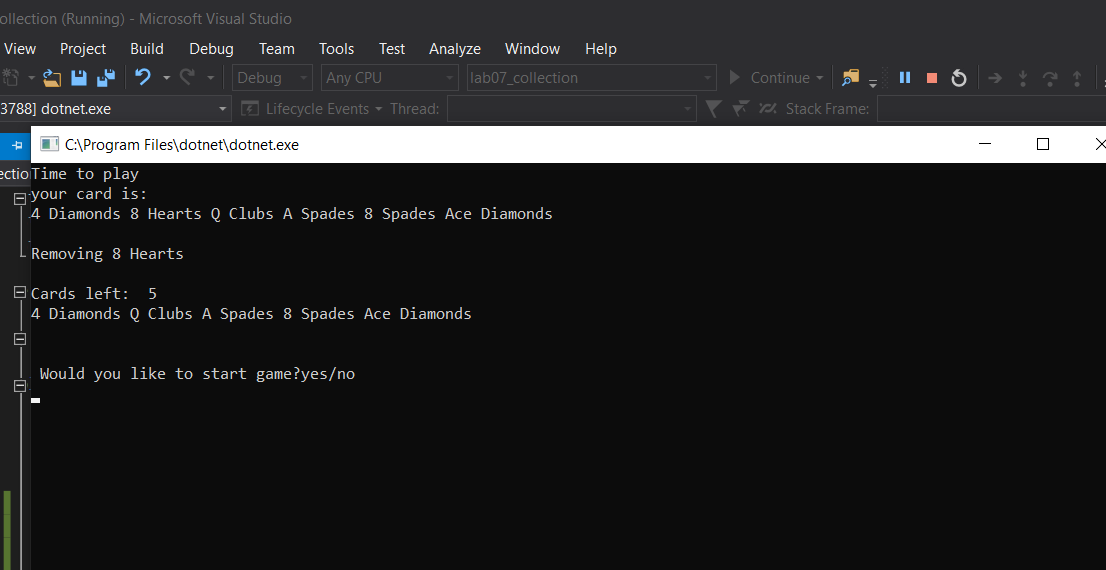 ollection (Running) - Microsoft Visual Studio
View Project Build Debug Team Tools Test Analyze Window Help
Debug Any CPU lab07_collection Continue
3788] dotnet.exe Lifecycle Events Thread: Stack Frame:
C:\Program Files\dotnet\dotnet.exe
ectio
Time to play
your card is:
4 Diamonds 8 Hearts Q Clubs A Spades 8 Spades Ace Diamonds
Removing 8 Hearts
Cards left:  5
4 Diamonds Q Clubs A Spades 8 Spades Ace Diamonds
Would you like to start game?yes/no